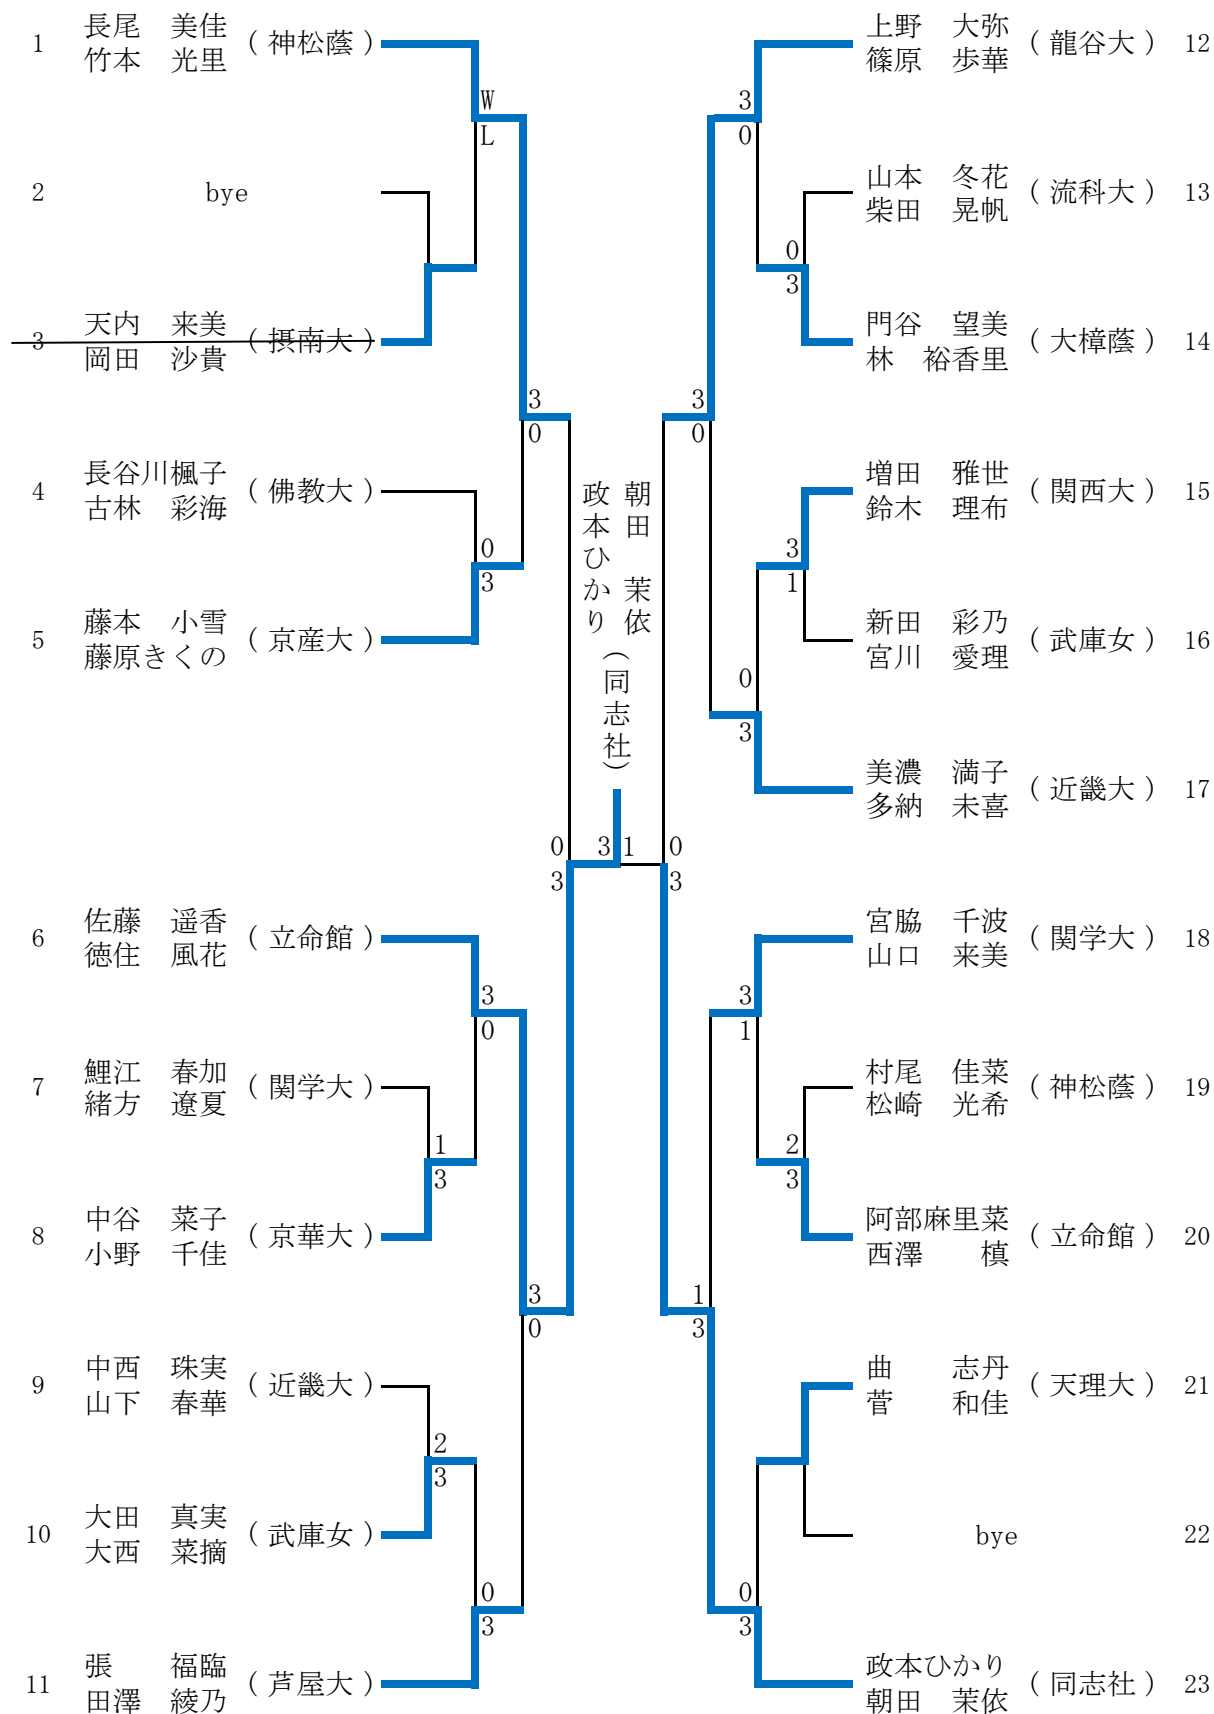 1 長尾 美佳 ( 神松蔭 )
竹本 光里
W
L
2 bye
3 天内 来美 ( 摂南大 )
岡田 沙貴
3
0
4 長谷川楓子 ( 佛教大 )
古林 彩海
0
3
5 藤本 小雪 ( 京産大 )
藤原きくの
0
3
6 佐藤 遥香 ( 立命館 )
徳住 風花
3
0
7 鯉江 春加 ( 関学大 )
緒方 遼夏
1
3
8 中谷 菜子 ( 京華大 )
小野 千佳
3
0
9 中西 珠実 ( 近畿大 )
山下 春華
2
3
10 大田 真実 ( 武庫女 )
大西 菜摘
0
3
11 張 福臨 ( 芦屋大 )
田澤 綾乃
朝田 茉依
政本ひかり
(同志社)
3 1
上野 大弥 ( 龍谷大 ) 12
篠原 歩華
3
0
山本 冬花 ( 流科大 ) 13
柴田 晃帆
0
3
門谷 望美 ( 大樟蔭 ) 14
林 裕香里
3
0
増田 雅世 ( 関西大 ) 15
鈴木 理布
3
1
新田 彩乃 ( 武庫女 ) 16
宮川 愛理
0
3
美濃 満子 ( 近畿大 ) 17
多納 未喜
0
3
宮脇 千波 ( 関学大 ) 18
山口 来美
3
1
村尾 佳菜 ( 神松蔭 ) 19
松崎 光希
2
3
阿部麻里菜 ( 立命館 ) 20
西澤 槙
1
3
曲 志丹 ( 天理大 ) 21
菅 和佳
bye 22
0
3
政本ひかり ( 同志社 ) 23
朝田 茉依